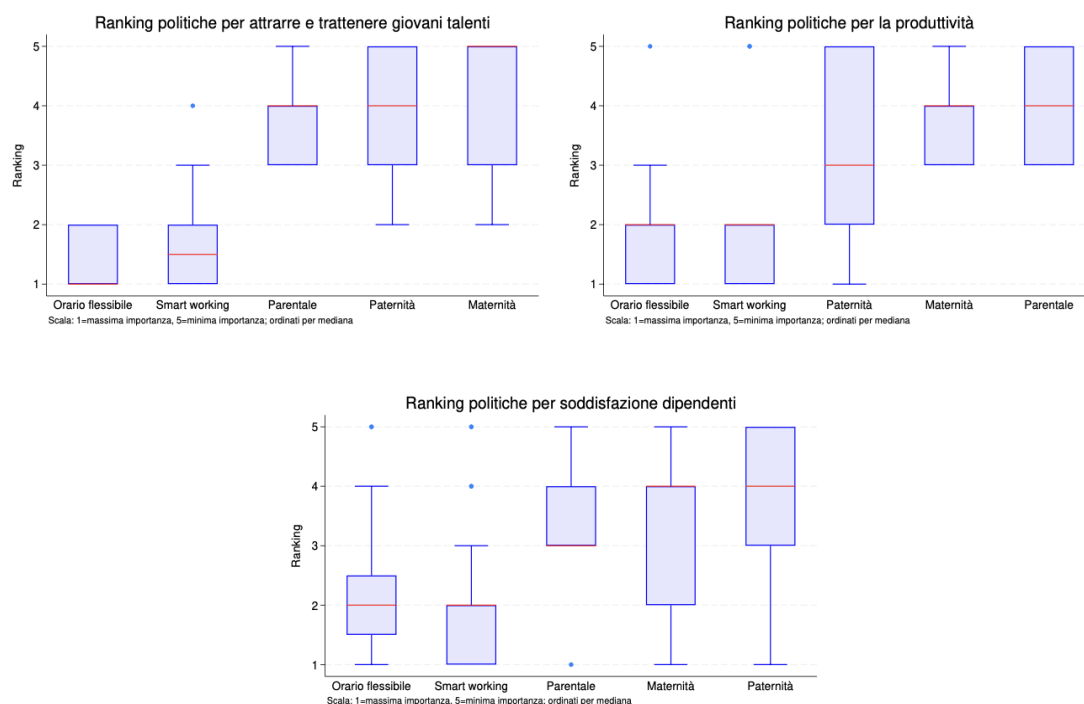 Ranking politiche per attrarre e trattenere giovani talenti
5
4
3
2
1
Ranking
Orario flessibile Smart working Parentale Paternità Maternità
Scala: 1=massima importanza, 5=minima importanza; ordinati per mediana
Ranking politiche per la produttività
5
4
3
2
1
Ranking
Orario flessibile Smart working Paternità Maternità Parentale
Scala: 1=massima importanza, 5=minima importanza; ordinati per mediana
Ranking politiche per soddisfazione dipendenti
5
4
3
2
1
Ranking
Orario flessibile Smart working Parentale Maternità Paternità
Scala: 1=massima importanza, 5=minima importanza; ordinati per mediana